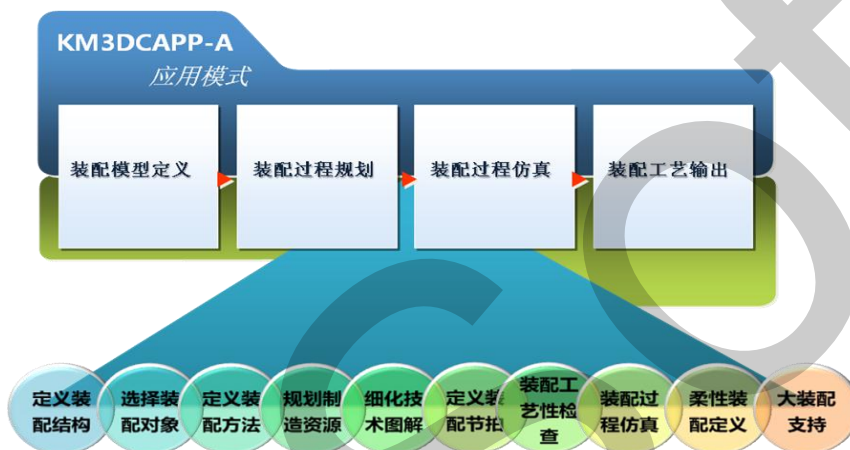 KM3DCAPP-A
应用模式
装配模型定义
装配过程规划
装配过程仿真
装配工艺输出
定义装
配结构
选择装
配对象
定义装
配方法
规划制
造资源
细化技
术图解
定义装
配节拍
装配工
艺性检
查
装配过
程仿真
柔性装
配定义
大装配
支持